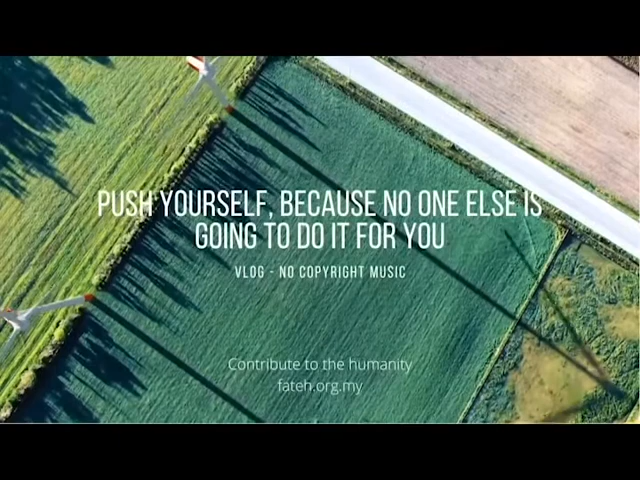 PUSH YOURSELF, BECAUSE NO ONE ELSE IS
GOING TO DO IT FOR YOU
VLOG - NO COPYRIGHT MUSIC
Contribute to the humanity
fateh.org.my